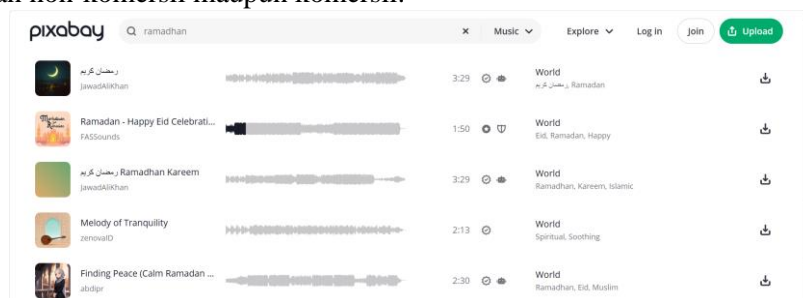 pixabay ramadhan Music Explore Log in Join Upload
رمضان كريم
JawadAliKhan
3:29
World
رمضان كريم, Ramadan
Ramadan - Happy Eid Celebrati...
FASSounds
1:50
World
Eid, Ramadan, Happy
رمضان كريم Ramadhan Kareem
JawadAliKhan
3:29
World
Ramadhan, Kareem, Islamic
Melody of Tranquility
zenovaID
2:13
World
Spiritual, Soothing
Finding Peace (Calm Ramadan ...
abdipr
2:30
World
Ramadhan, Eid, Muslim